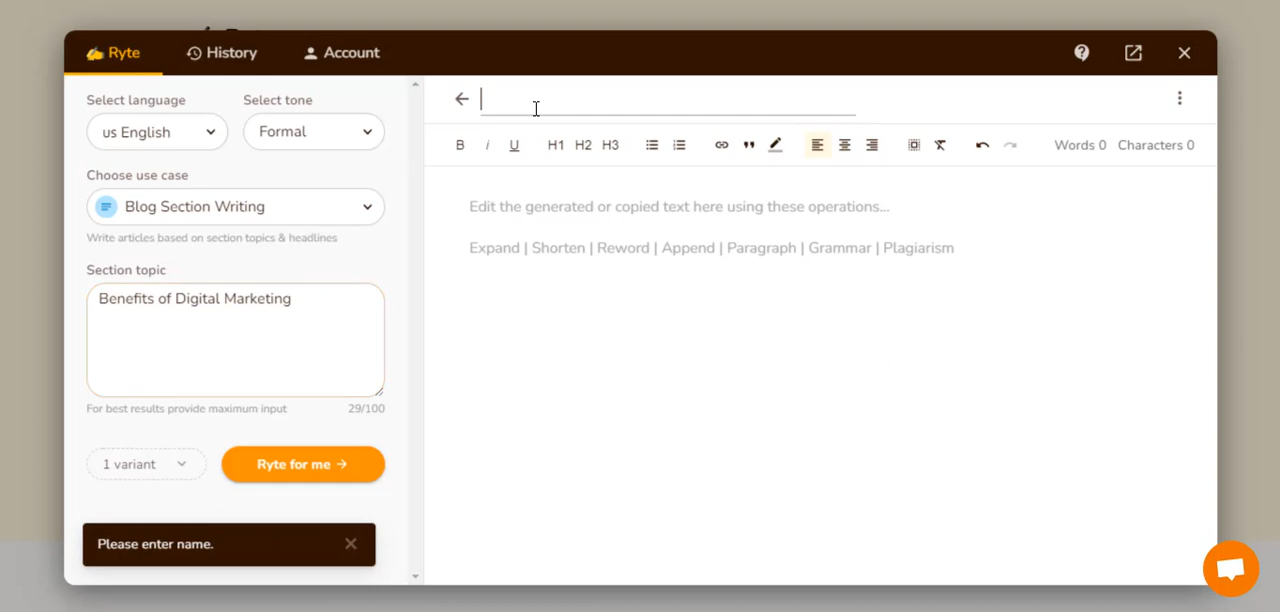 Ryte History Account
Select language Select tone
us English Formal
Choose use case
Blog Section Writing
Write articles based on section topics & headlines
Section topic
Benefits of Digital Marketing
For best results provide maximum input 29/100
1 variant Ryte for me →
Please enter name.
B i U H1 H2 H3 Words 0 Characters 0
Edit the generated or copied text here using these operations...
Expand | Shorten | Reword | Append | Paragraph | Grammar | Plagiarism